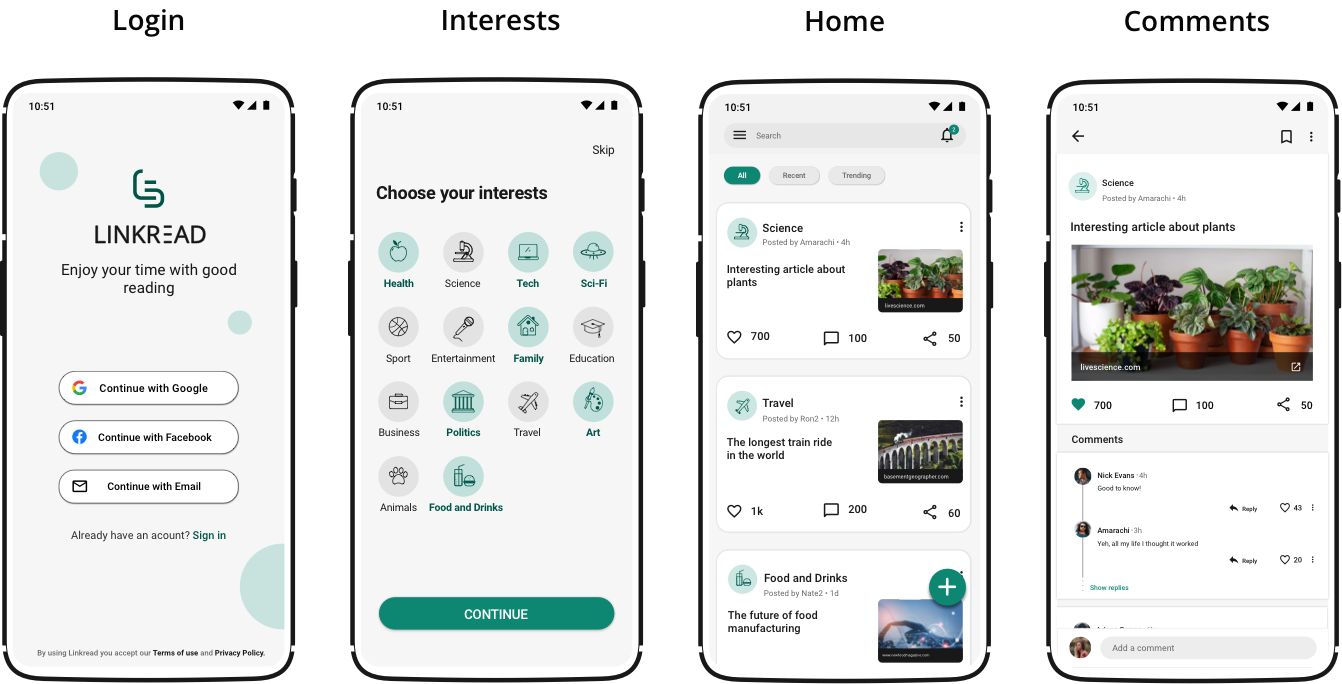 Login
10:51
LINKREAD
Enjoy your time with good
reading
Continue with Google
Continue with Facebook
Continue with Email
Already have an acount? Sign in
By using Linkread you accept our Terms of use and Privacy Policy.
Interests
10:51
Skip
Choose your interests
Health Science Tech Sci-Fi
Sport Entertainment Family Education
Business Politics Travel Art
Animals Food and Drinks
CONTINUE
Home
10:51
Search 2
All Recent Trending
Science
Posted by Amarachi • 4h
Interesting article about
plants
livescience.com
700 100 50
Travel
Posted by Ron2 • 12h
The longest train ride
in the world
basementgeographer.com
1k 200 60
Food and Drinks
Posted by Nate2 • 1d
The future of food
manufacturing
Comments
10:51
Science
Posted by Amarachi • 4h
Interesting article about plants
livescience.com
700 100 50
Comments
Nick Evans ·4h
Good to know!
Reply 43
Amarachi ·3h
Yeh, all my life I thought it worked
Reply 20
Show replies
Add a comment